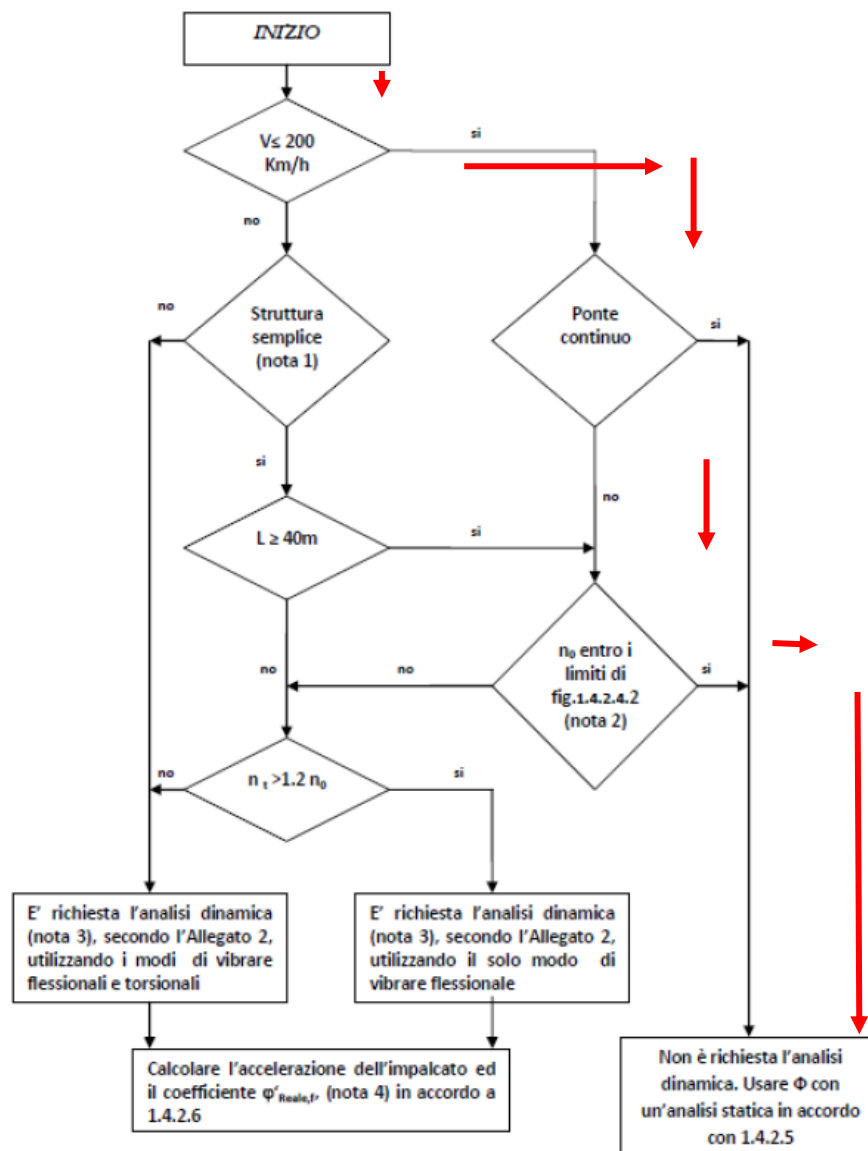 INIZIO
V≤ 200
Km/h
si
no
no
Struttura
semplice
(nota 1)
Ponte
continuo
si
si
no
L ≥ 40m
si
no
no
n₀ entro i
limiti di
fig.1.4.2.4.2
(nota 2)
si
no
n ₜ >1.2 n₀
si
E' richiesta l'analisi dinamica
(nota 3), secondo l'Allegato 2,
utilizzando i modi di vibrare
flessionali e torsionali
E' richiesta l'analisi dinamica
(nota 3), secondo l'Allegato 2,
utilizzando il solo modo di
vibrare flessionale
Calcolare l'accelerazione dell'impalcato ed
il coefficiente φ'Reale,f, (nota 4) in accordo a
1.4.2.6
Non è richiesta l'analisi
dinamica. Usare Φ con
un'analisi statica in accordo
con 1.4.2.5